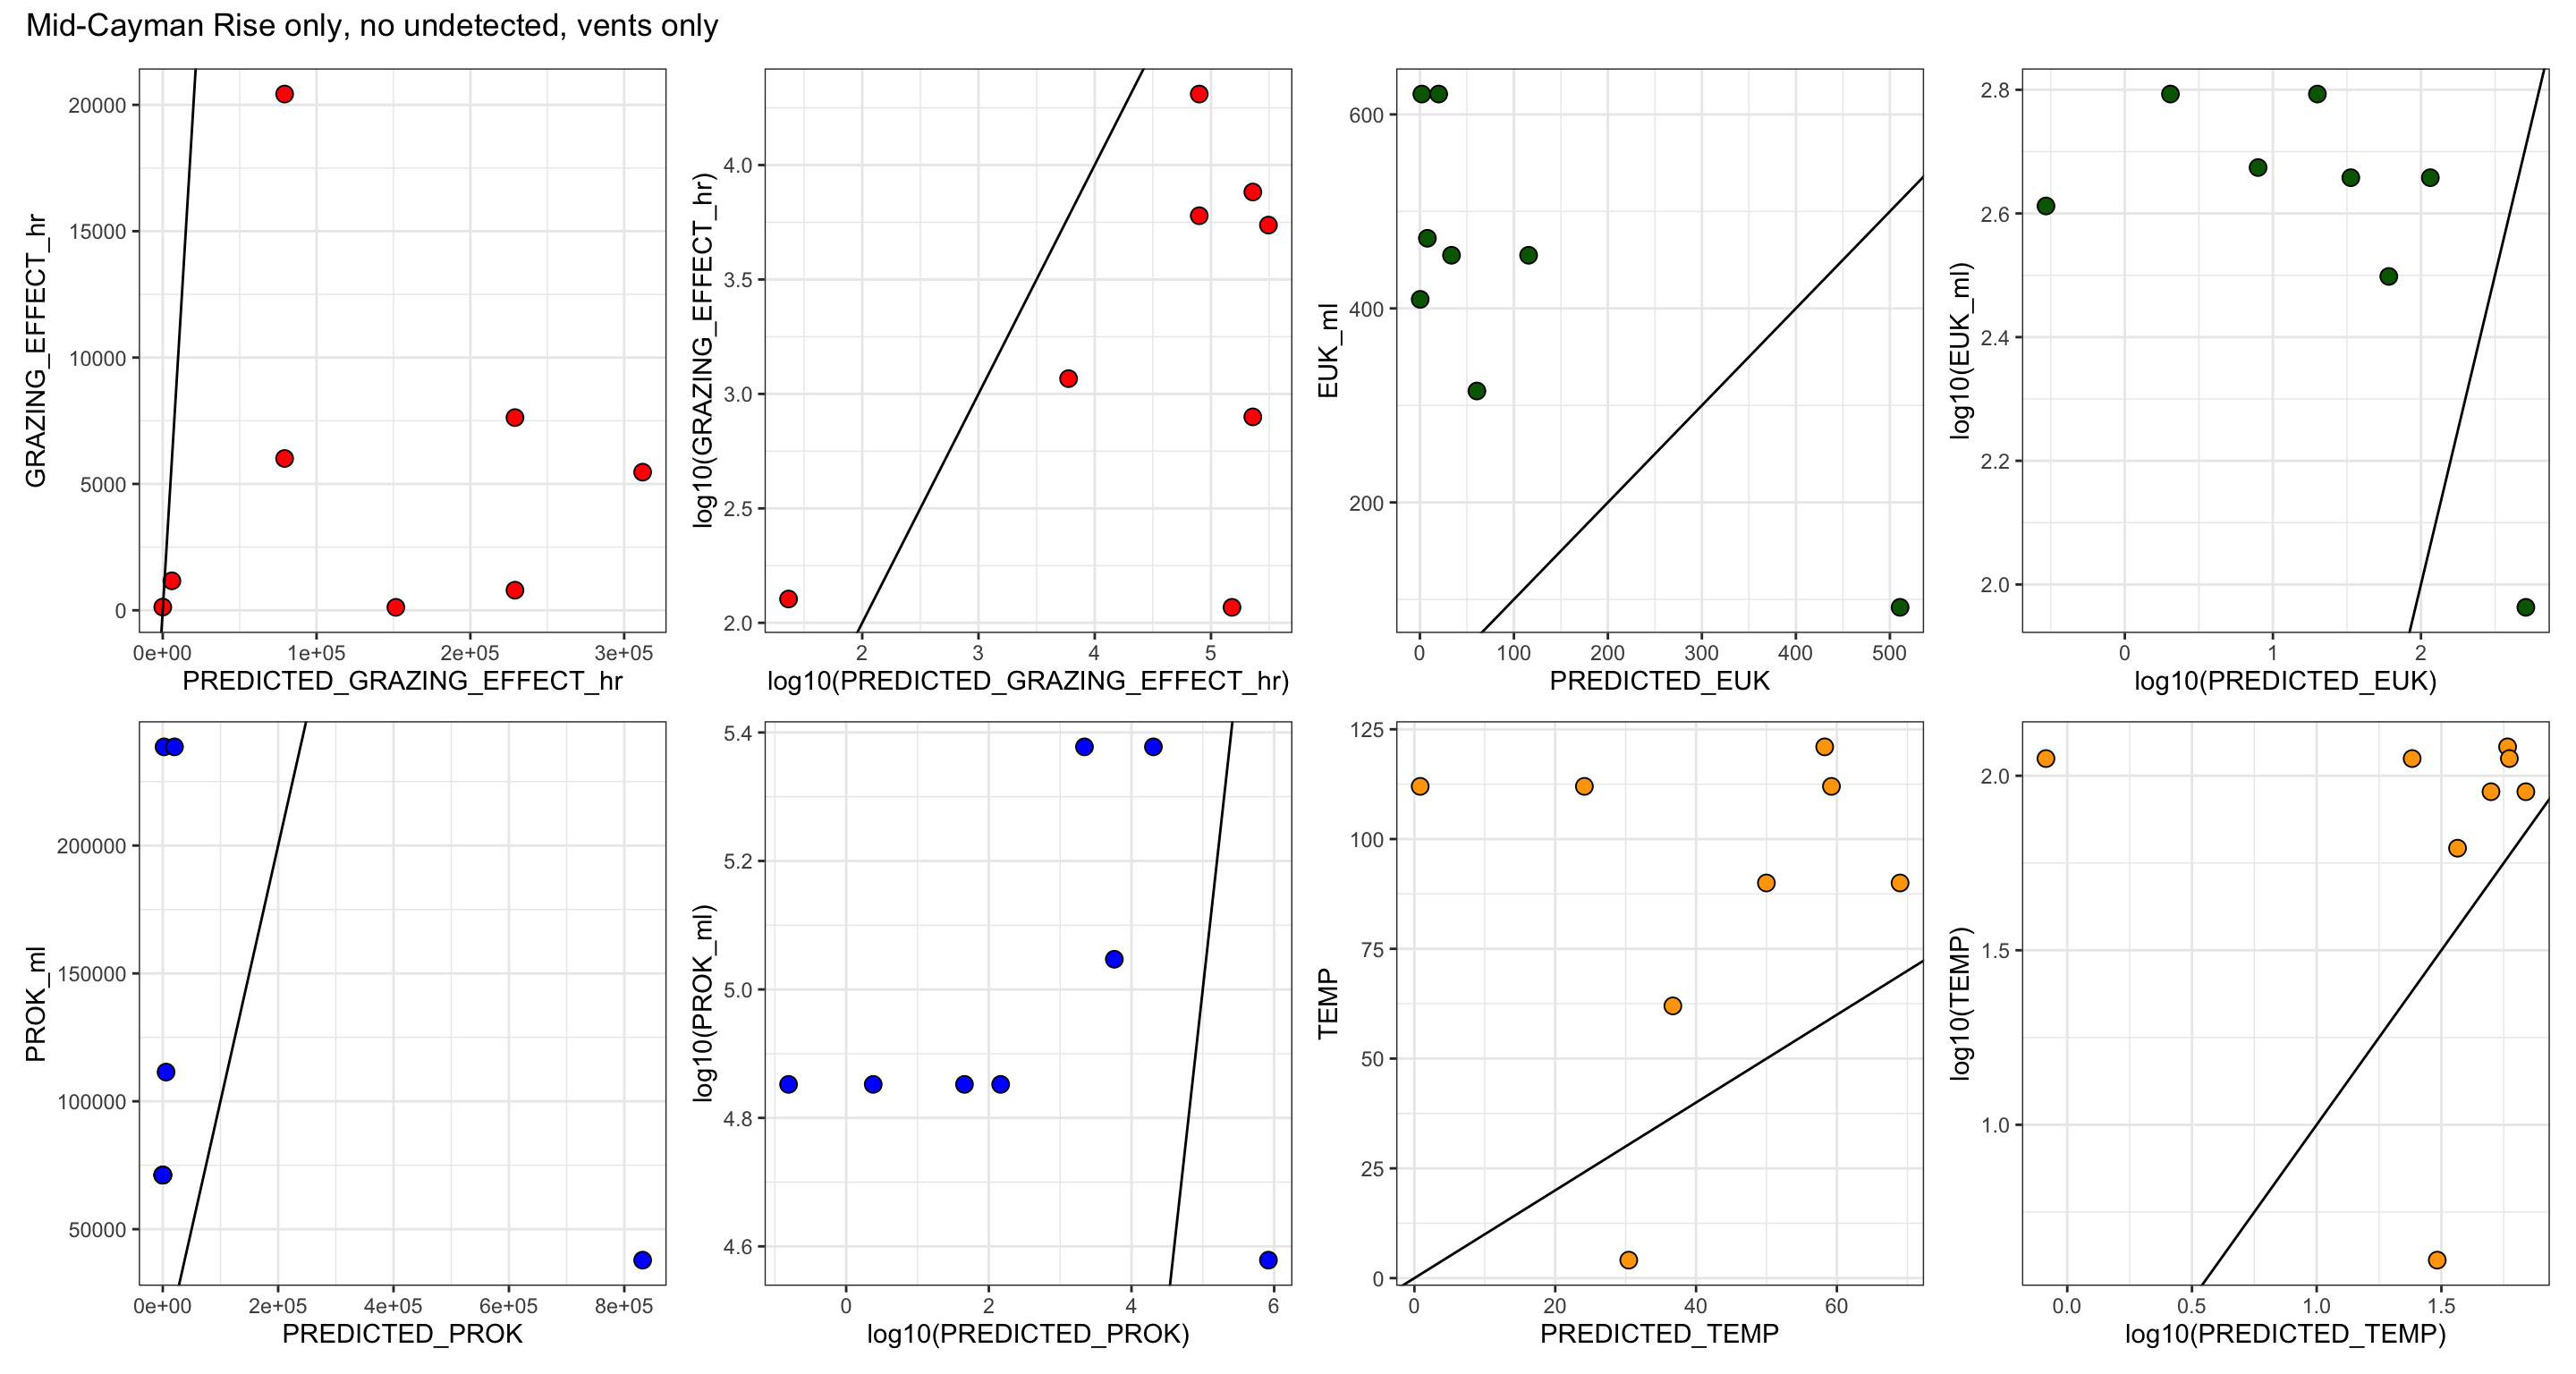 Mid-Cayman Rise only, no undetected, vents only
GRAZING_EFFECT_hr
20000
15000
10000
5000
0
0e+00 1e+05 2e+05 3e+05
PREDICTED_GRAZING_EFFECT_hr
log10(GRAZING_EFFECT_hr)
4.0
3.5
3.0
2.5
2.0
2 3 4 5
log10(PREDICTED_GRAZING_EFFECT_hr)
EUK_ml
600
400
200
0 100 200 300 400 500
PREDICTED_EUK
log10(EUK_ml)
2.8
2.6
2.4
2.2
2.0
0 1 2
log10(PREDICTED_EUK)
PROK_ml
200000
150000
100000
50000
0e+00 2e+05 4e+05 6e+05 8e+05
PREDICTED_PROK
log10(PROK_ml)
5.4
5.2
5.0
4.8
4.6
0 2 4 6
log10(PREDICTED_PROK)
TEMP
125
100
75
50
25
0
0 20 40 60
PREDICTED_TEMP
log10(TEMP)
2.0
1.5
1.0
0.0 0.5 1.0 1.5
log10(PREDICTED_TEMP)